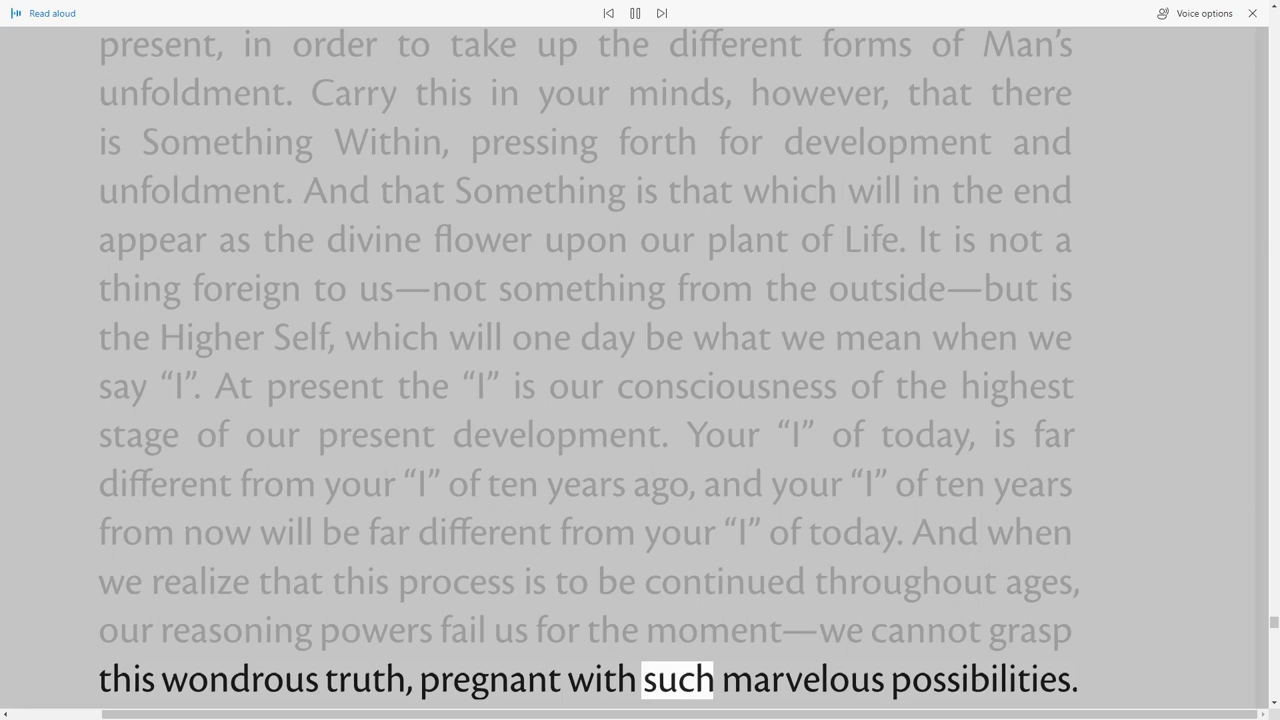 Read aloud
Voice options
present, in order to take up the different forms of Man’s
unfoldment. Carry this in your minds, however, that there
is Something Within, pressing forth for development and
unfoldment. And that Something is that which will in the end
appear as the divine flower upon our plant of Life. It is not a
thing foreign to us—not something from the outside—but is
the Higher Self, which will one day be what we mean when we
say “I”. At present the “I” is our consciousness of the highest
stage of our present development. Your “I” of today, is far
different from your “I” of ten years ago, and your “I” of ten years
from now will be far different from your “I” of today. And when
we realize that this process is to be continued throughout ages,
our reasoning powers fail us for the moment—we cannot grasp
this wondrous truth, pregnant with such marvelous possibilities.